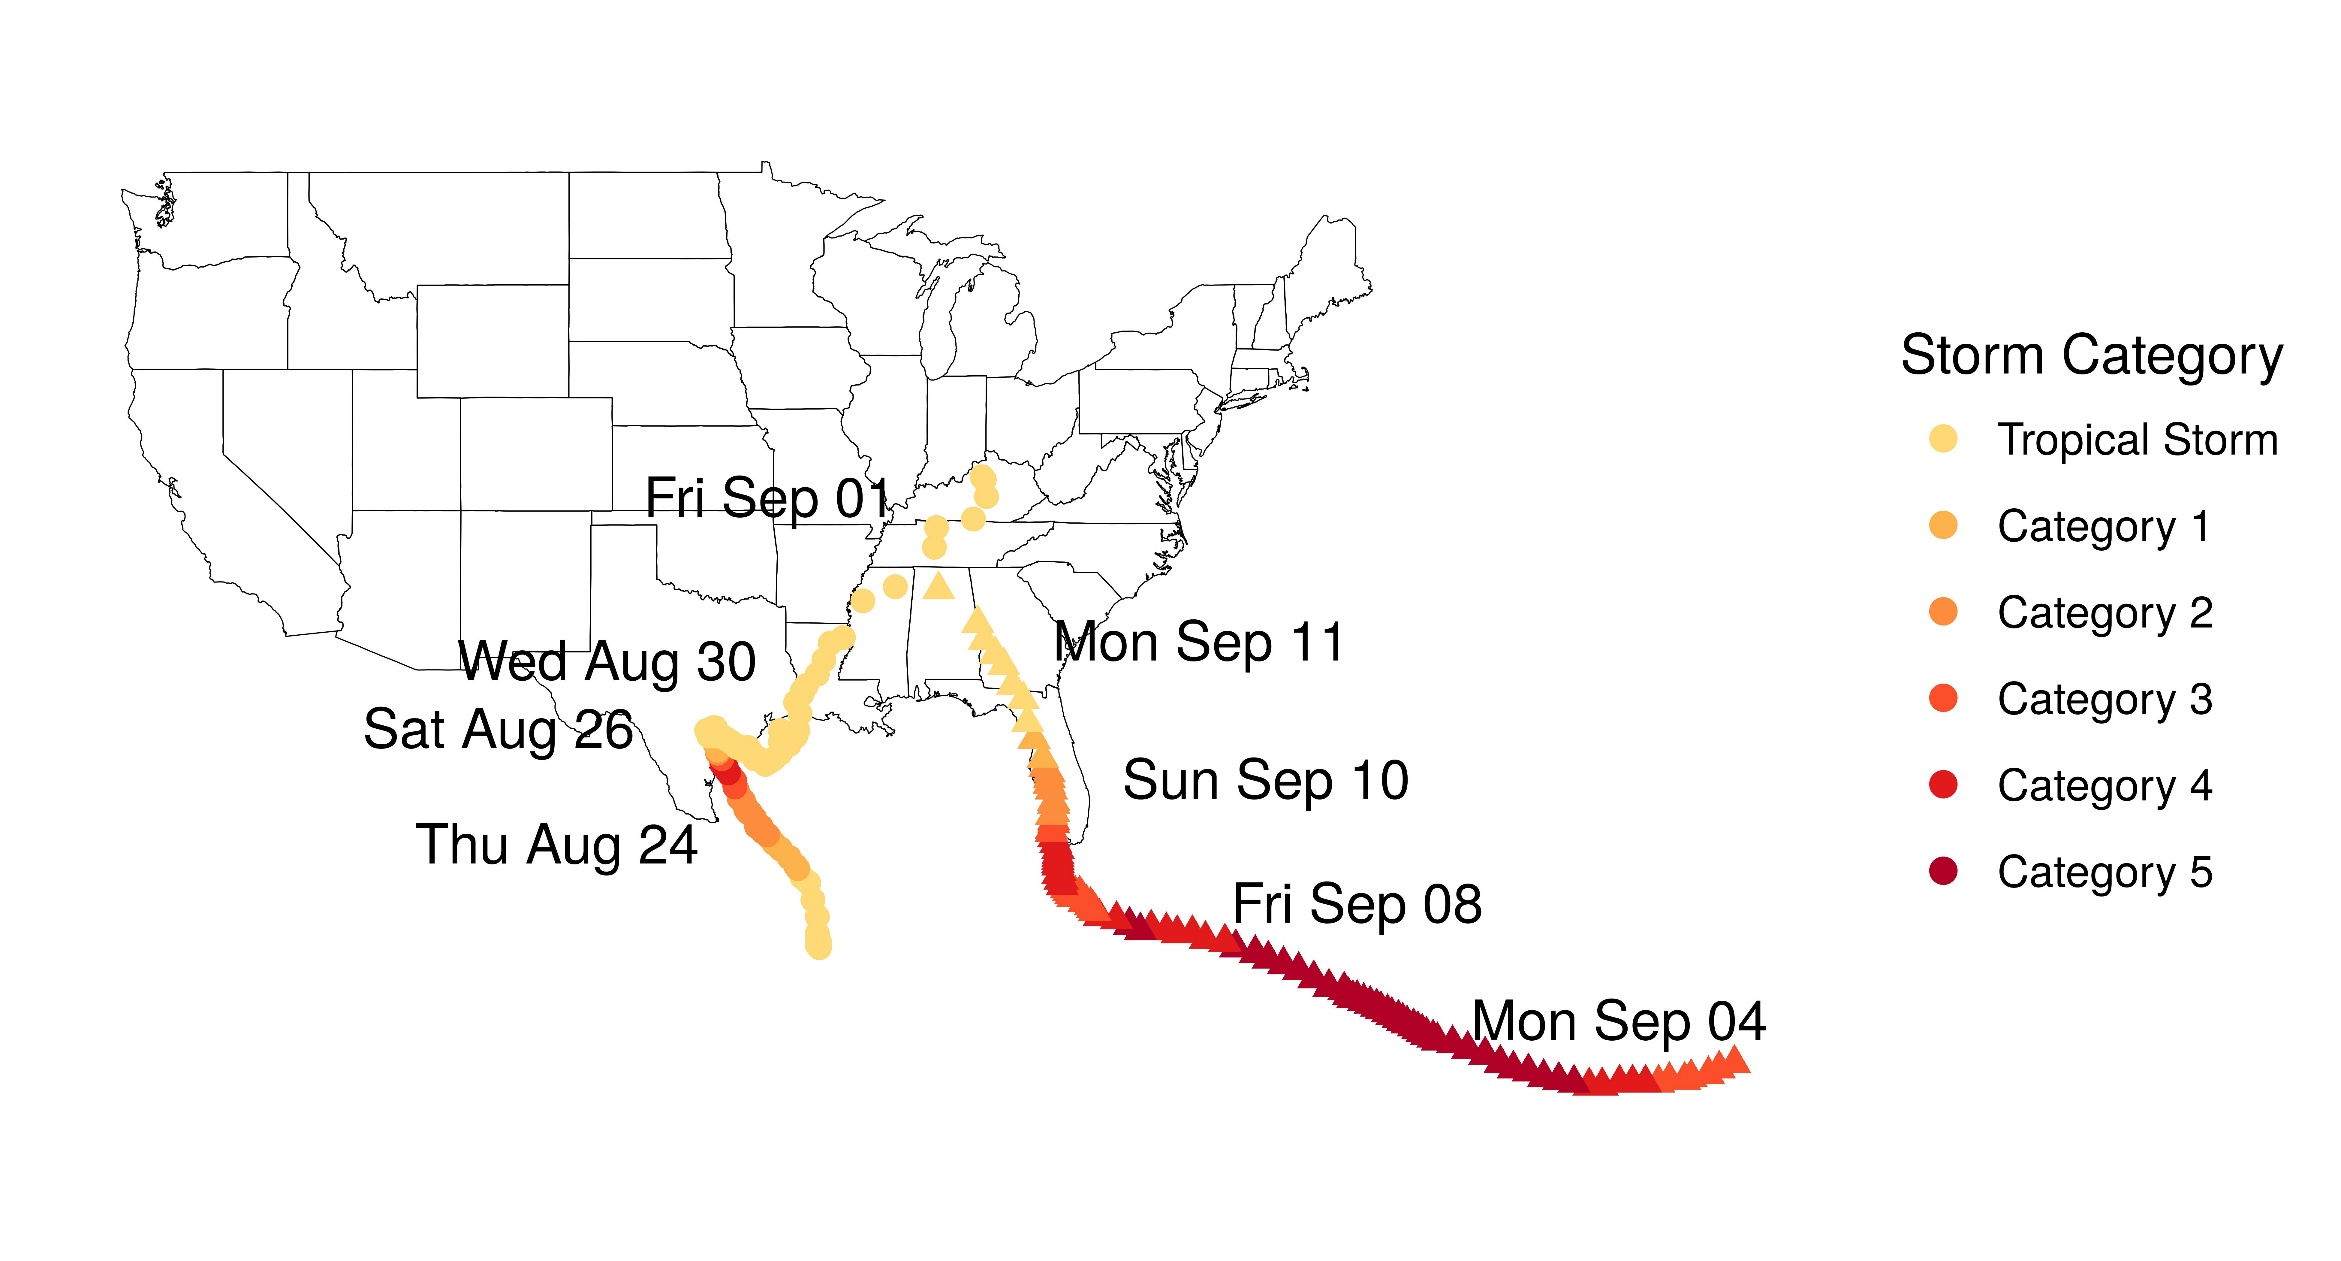 Storm Category
Tropical Storm
Category 1
Category 2
Category 3
Category 4
Category 5
Fri Sep 01
Wed Aug 30
Sat Aug 26
Thu Aug 24
Mon Sep 11
Sun Sep 10
Fri Sep 08
Mon Sep 04